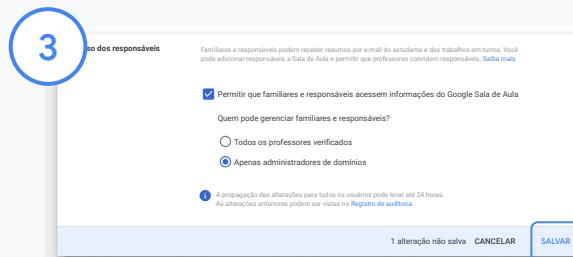 3
so dos responsáveis
Familiares e responsáveis podem receber resumos por e-mail do estudante e dos trabalhos em turma. Você
pode adicionar responsáveis a Sala de Aula e permitir que professores convidem responsáveis. Saiba mais
Permitir que familiares e responsáveis acessem informações do Google Sala de Aula
Quem pode gerenciar familiares e responsáveis?
Todos os professores verificados
Apenas administradores de domínios
A propagação das alterações para todos os usuários pode levar até 24 horas.
As alterações anteriores podem ser vistas no Registro de auditoria
1 alteração não salva CANCELAR SALVAR